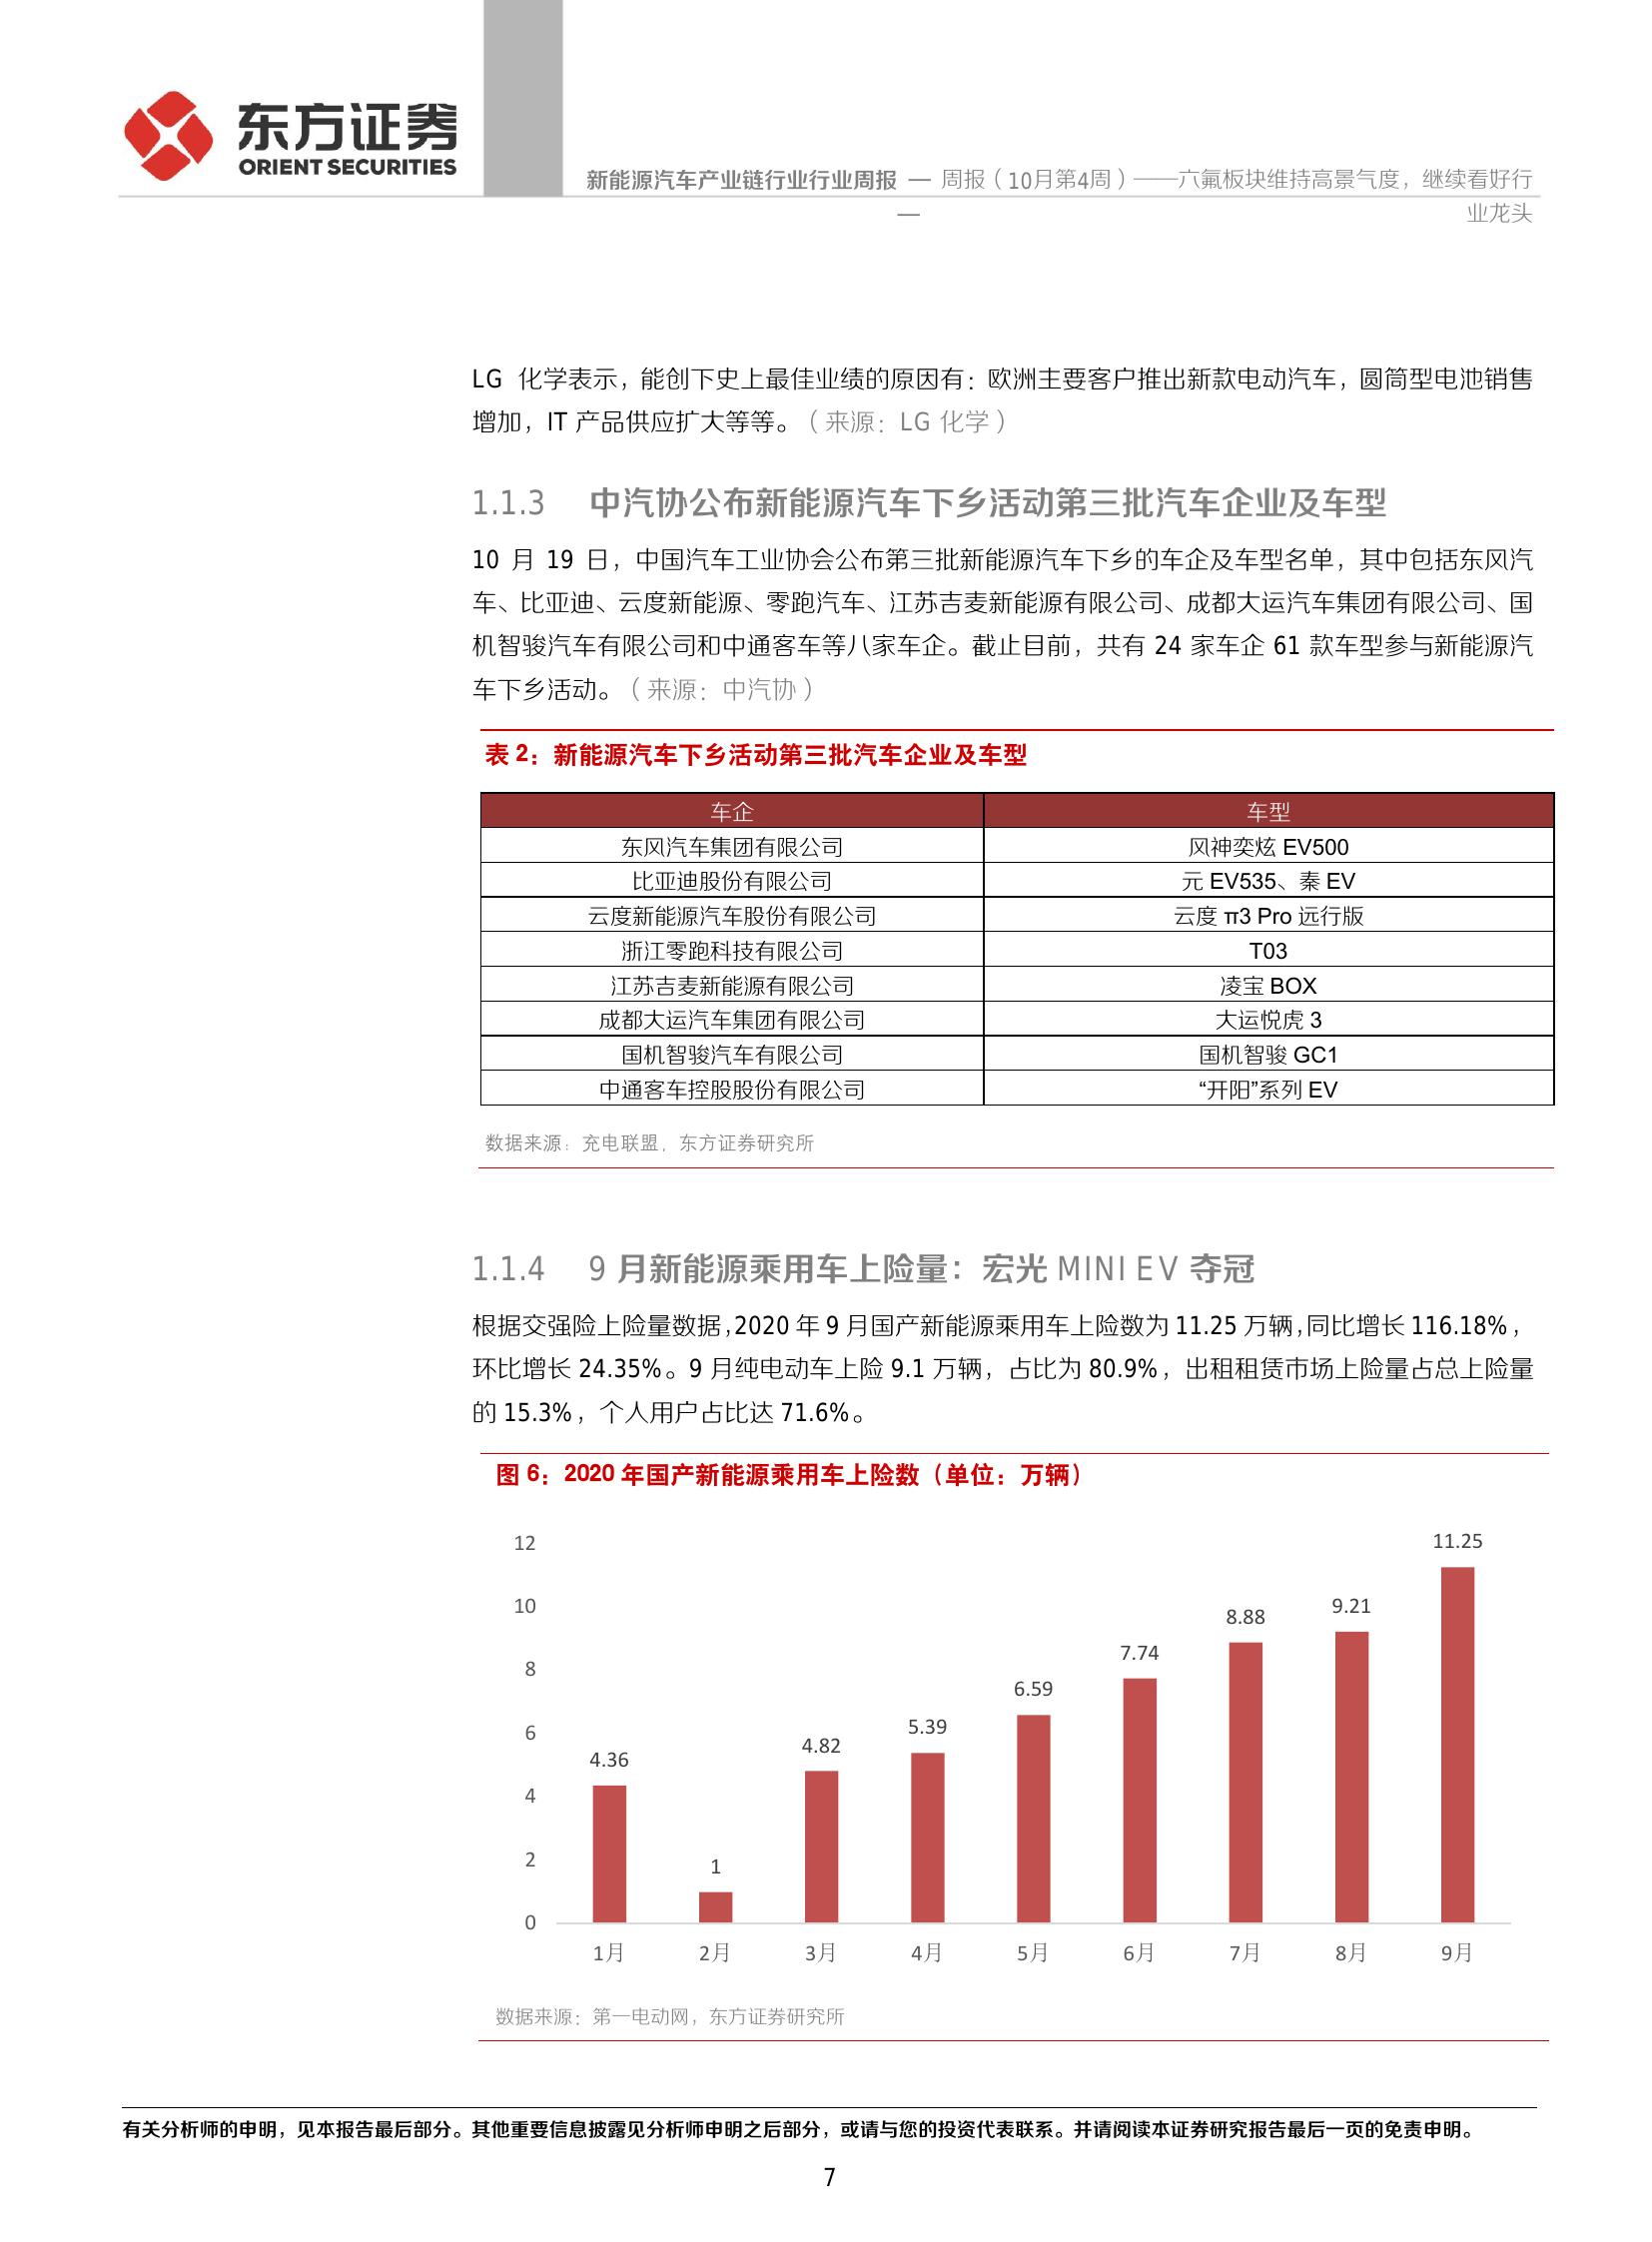 东方证券
ORIENT SECURITIES
新能源汽车产业链行业行业周报 — 周报（10月第4周）——六氟板块维持高景气度，继续看好行
—
业龙头
LG 化学表示，能创下史上最佳业绩的原因有：欧洲主要客户推出新款电动汽车，圆筒型电池销售
增加，IT 产品供应扩大等等。（来源：LG 化学）
1.1.3 中汽协公布新能源汽车下乡活动第三批汽车企业及车型
10 月 19 日，中国汽车工业协会公布第三批新能源汽车下乡的车企及车型名单，其中包括东风汽
车、比亚迪、云度新能源、零跑汽车、江苏吉麦新能源有限公司、成都大运汽车集团有限公司、国
机智骏汽车有限公司和中通客车等八家车企。截止目前，共有 24 家车企 61 款车型参与新能源汽
车下乡活动。（来源：中汽协）
表 2：新能源汽车下乡活动第三批汽车企业及车型
车企 车型
东风汽车集团有限公司 风神奕炫 EV500
比亚迪股份有限公司 元 EV535、秦 EV
云度新能源汽车股份有限公司 云度 π3 Pro 远行版
浙江零跑科技有限公司 T03
江苏吉麦新能源有限公司 凌宝 BOX
成都大运汽车集团有限公司 大运悦虎 3
国机智骏汽车有限公司 国机智骏 GC1
中通客车控股股份有限公司 “开阳”系列 EV
数据来源：充电联盟，东方证券研究所
1.1.4 9 月新能源乘用车上险量：宏光 MINI EV 夺冠
根据交强险上险量数据，2020 年 9 月国产新能源乘用车上险数为 11.25 万辆，同比增长 116.18%，
环比增长 24.35%。9 月纯电动车上险 9.1 万辆，占比为 80.9%，出租租赁市场上险量占总上险量
的 15.3%，个人用户占比达 71.6%。
图 6：2020 年国产新能源乘用车上险数（单位：万辆）
12
10
8
6
4
2
0
4.36
1
4.82
5.39
6.59
7.74
8.88
9.21
11.25
1月 2月 3月 4月 5月 6月 7月 8月 9月
数据来源：第一电动网，东方证券研究所
有关分析师的申明，见本报告最后部分。其他重要信息披露见分析师申明之后部分，或请与您的投资代表联系。并请阅读本证券研究报告最后一页的免责申明。
7